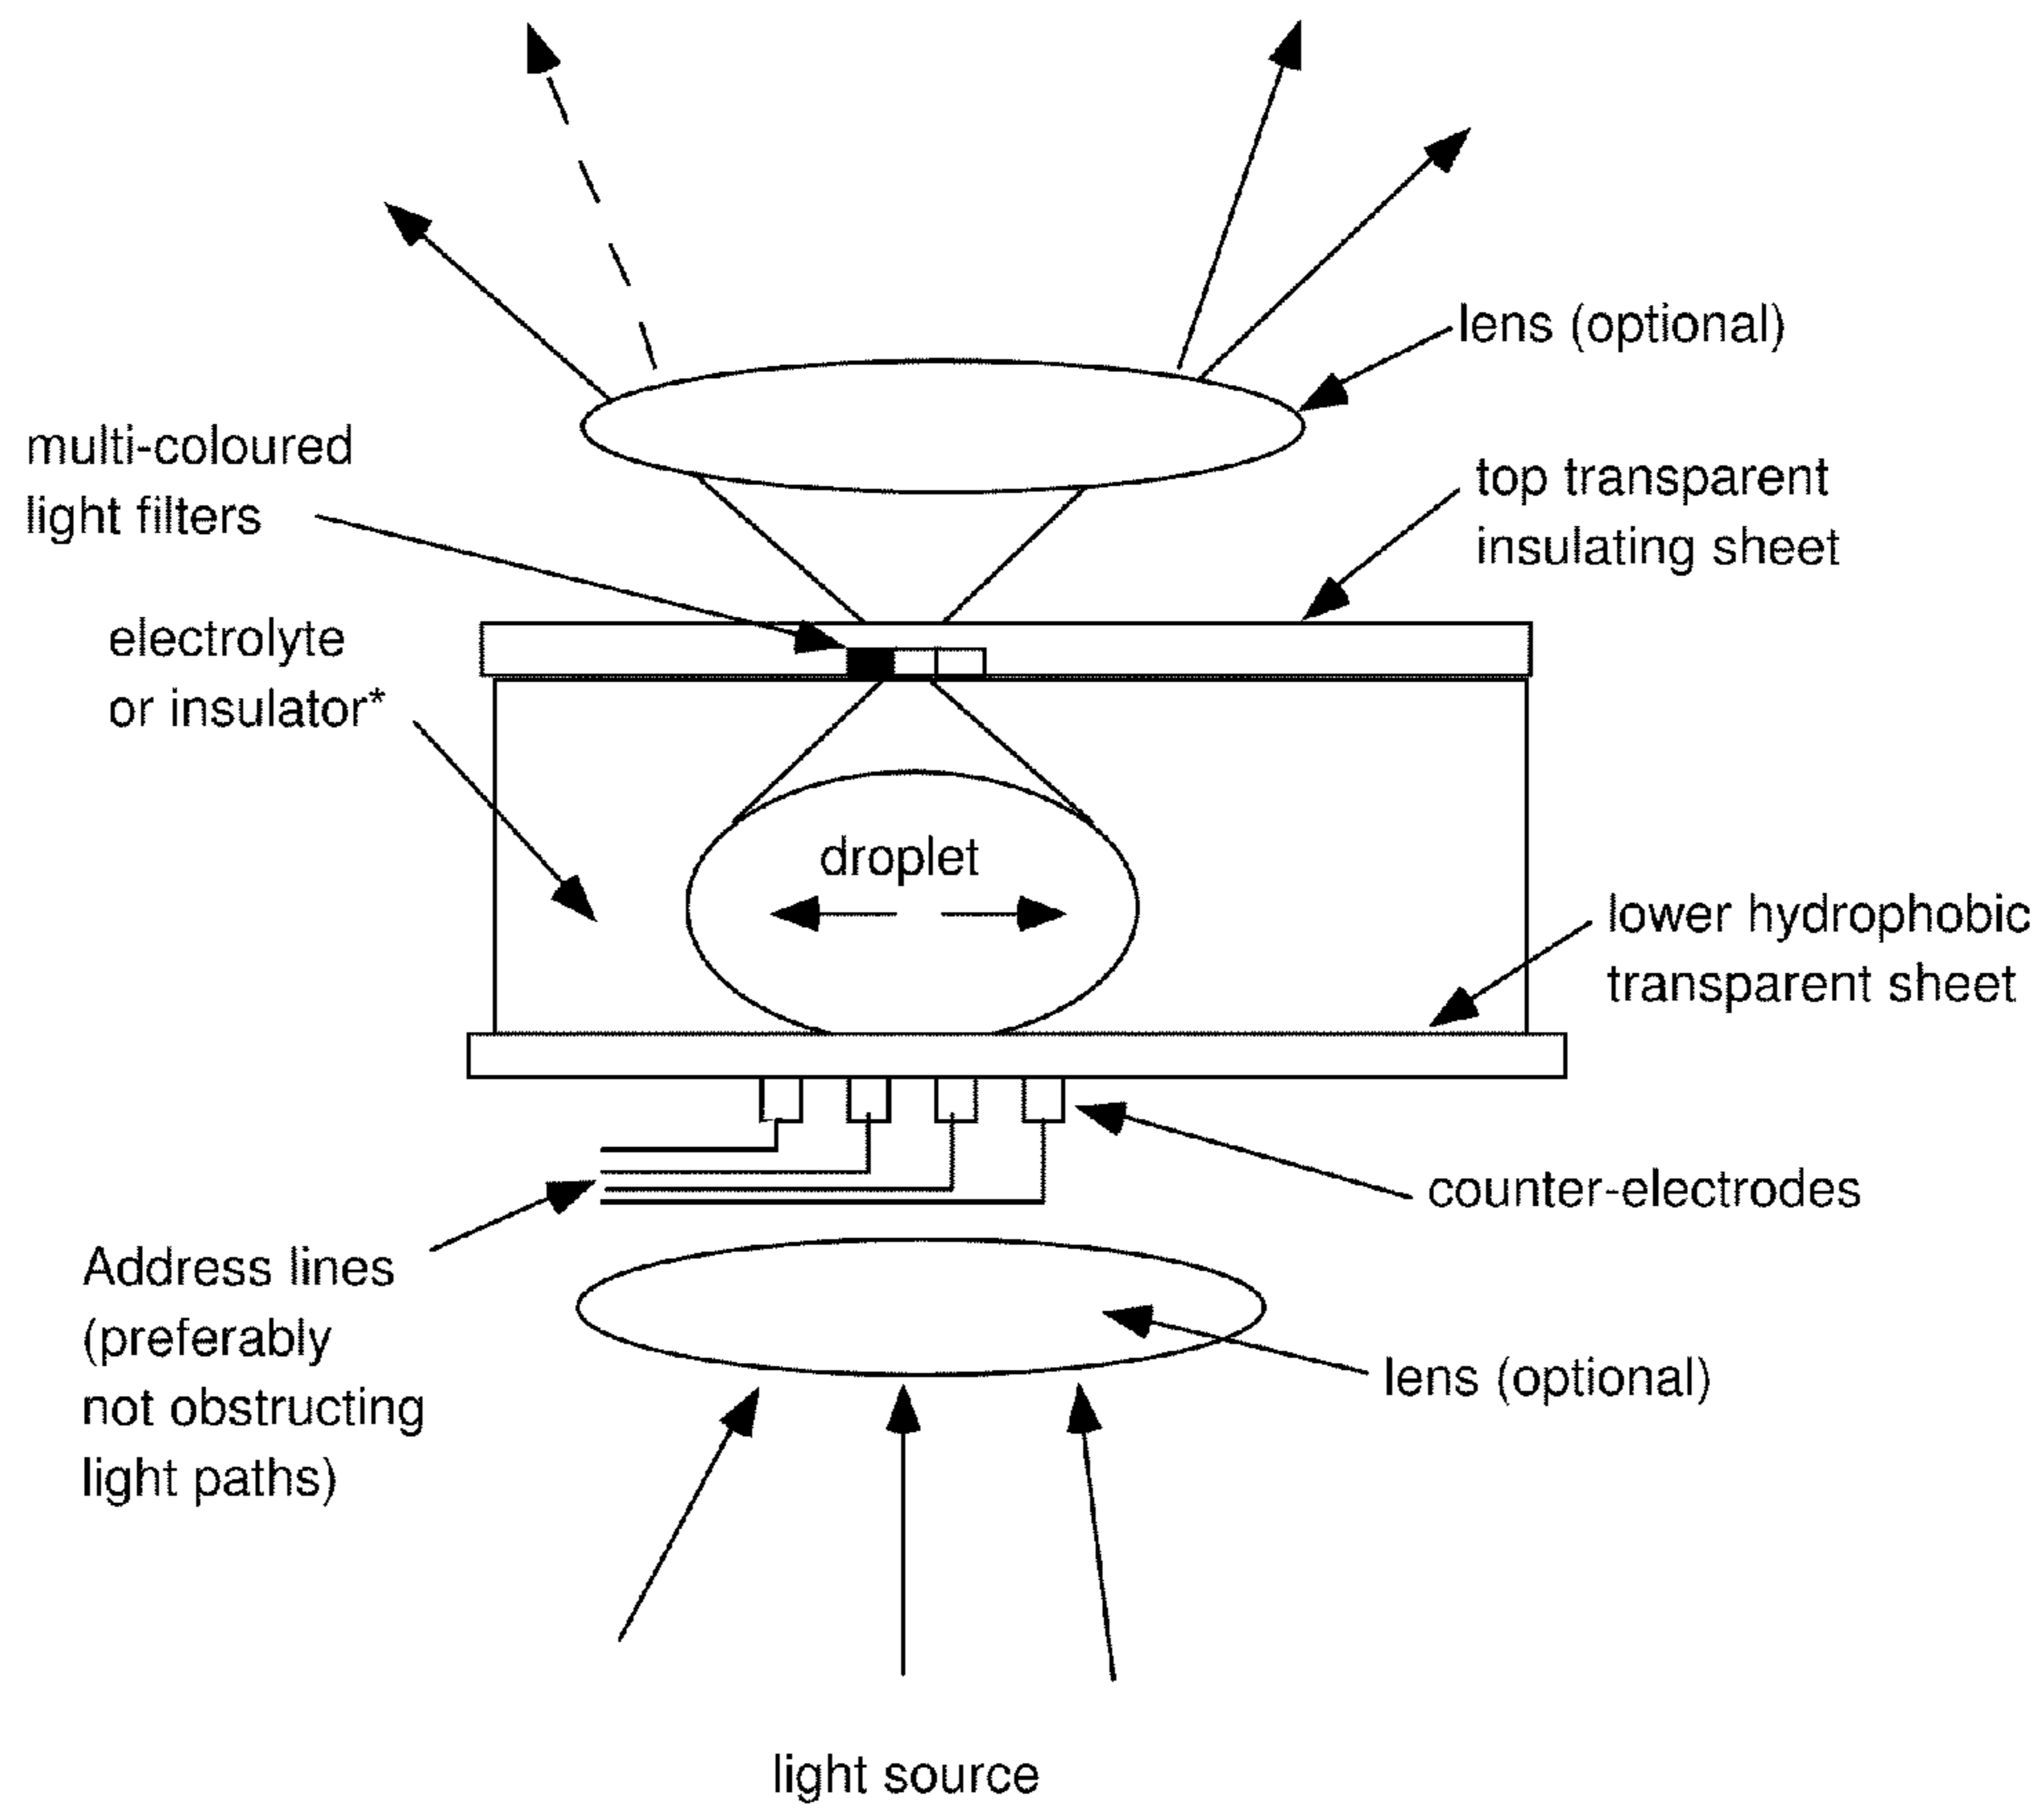 lens (optional)
multi-coloured
light filters
top transparent
insulating sheet
electrolyte
or insulator*
droplet
lower hydrophobic
transparent sheet
counter-electrodes
Address lines
(preferably
not obstructing
light paths)
lens (optional)
light source